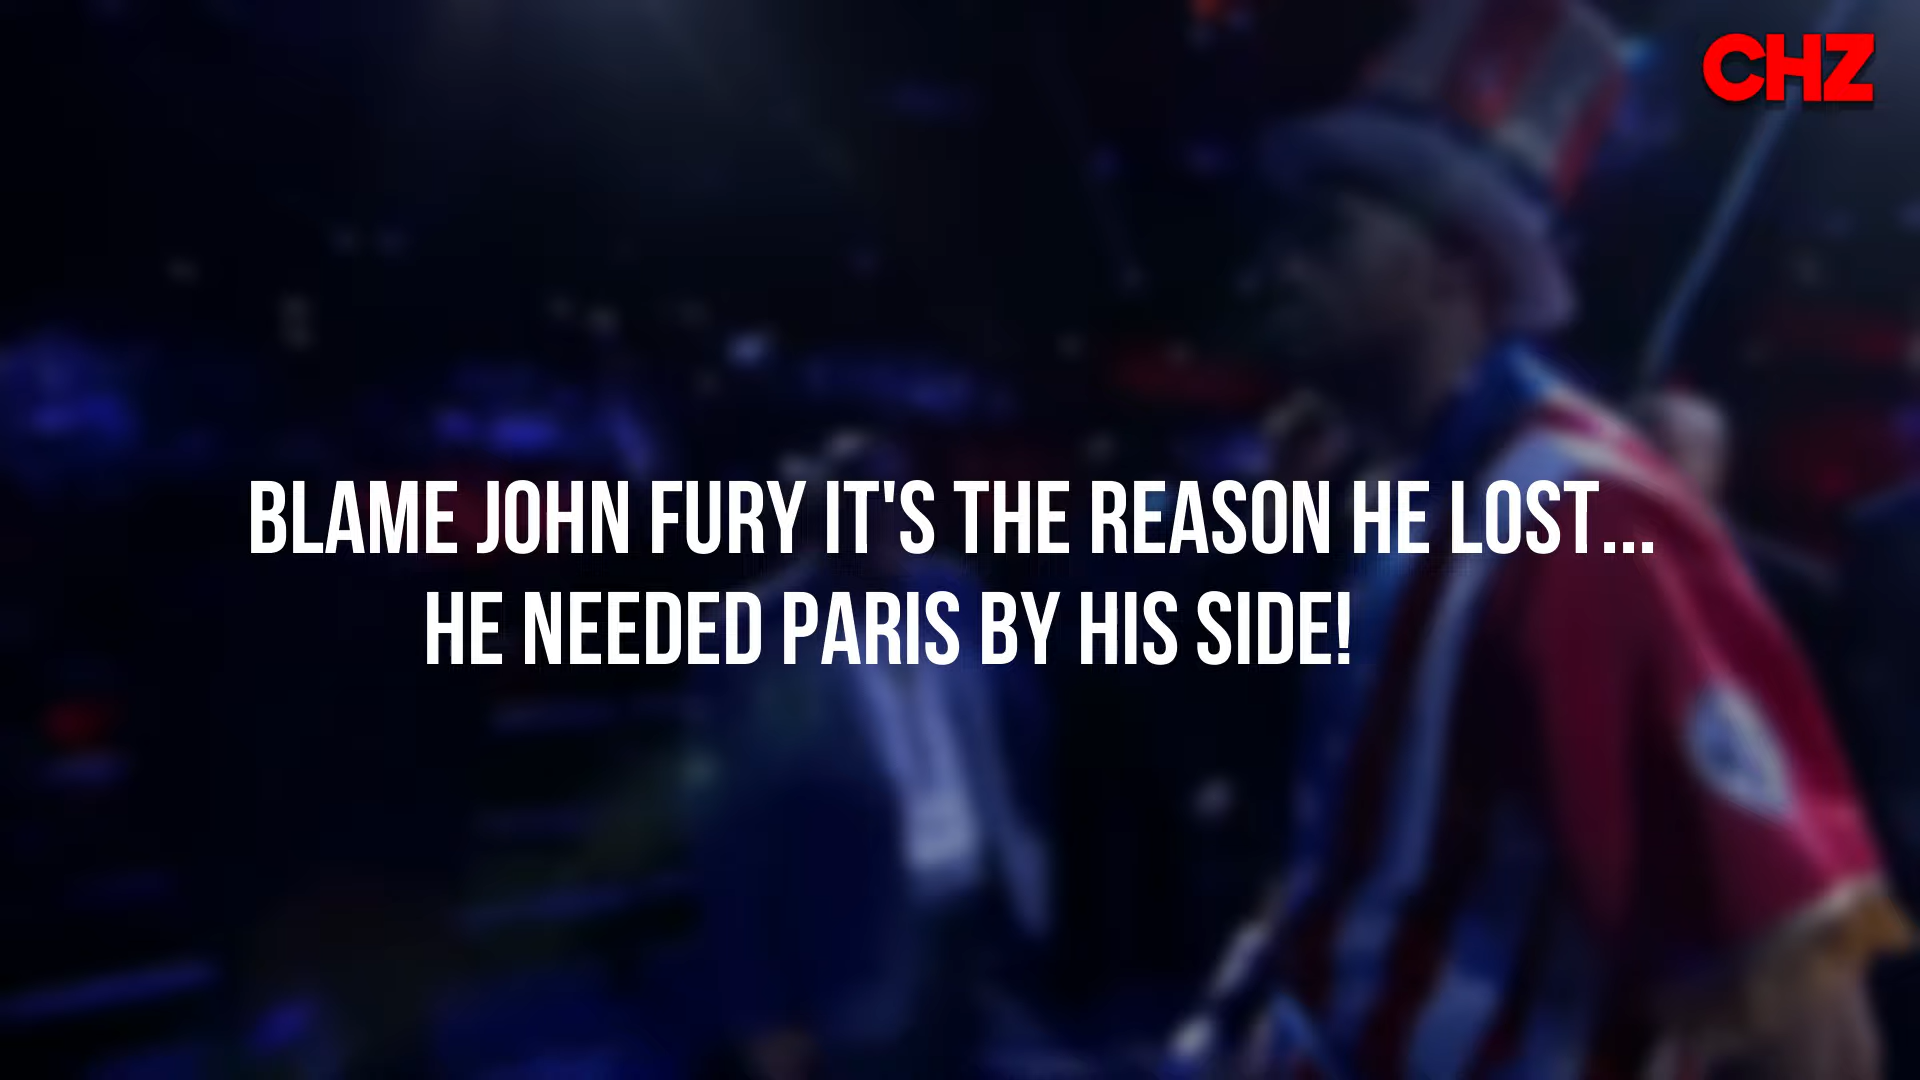 CHZ
BLAME JOHN FURY IT'S THE REASON HE LOST...
HE NEEDED PARIS BY HIS SIDE!